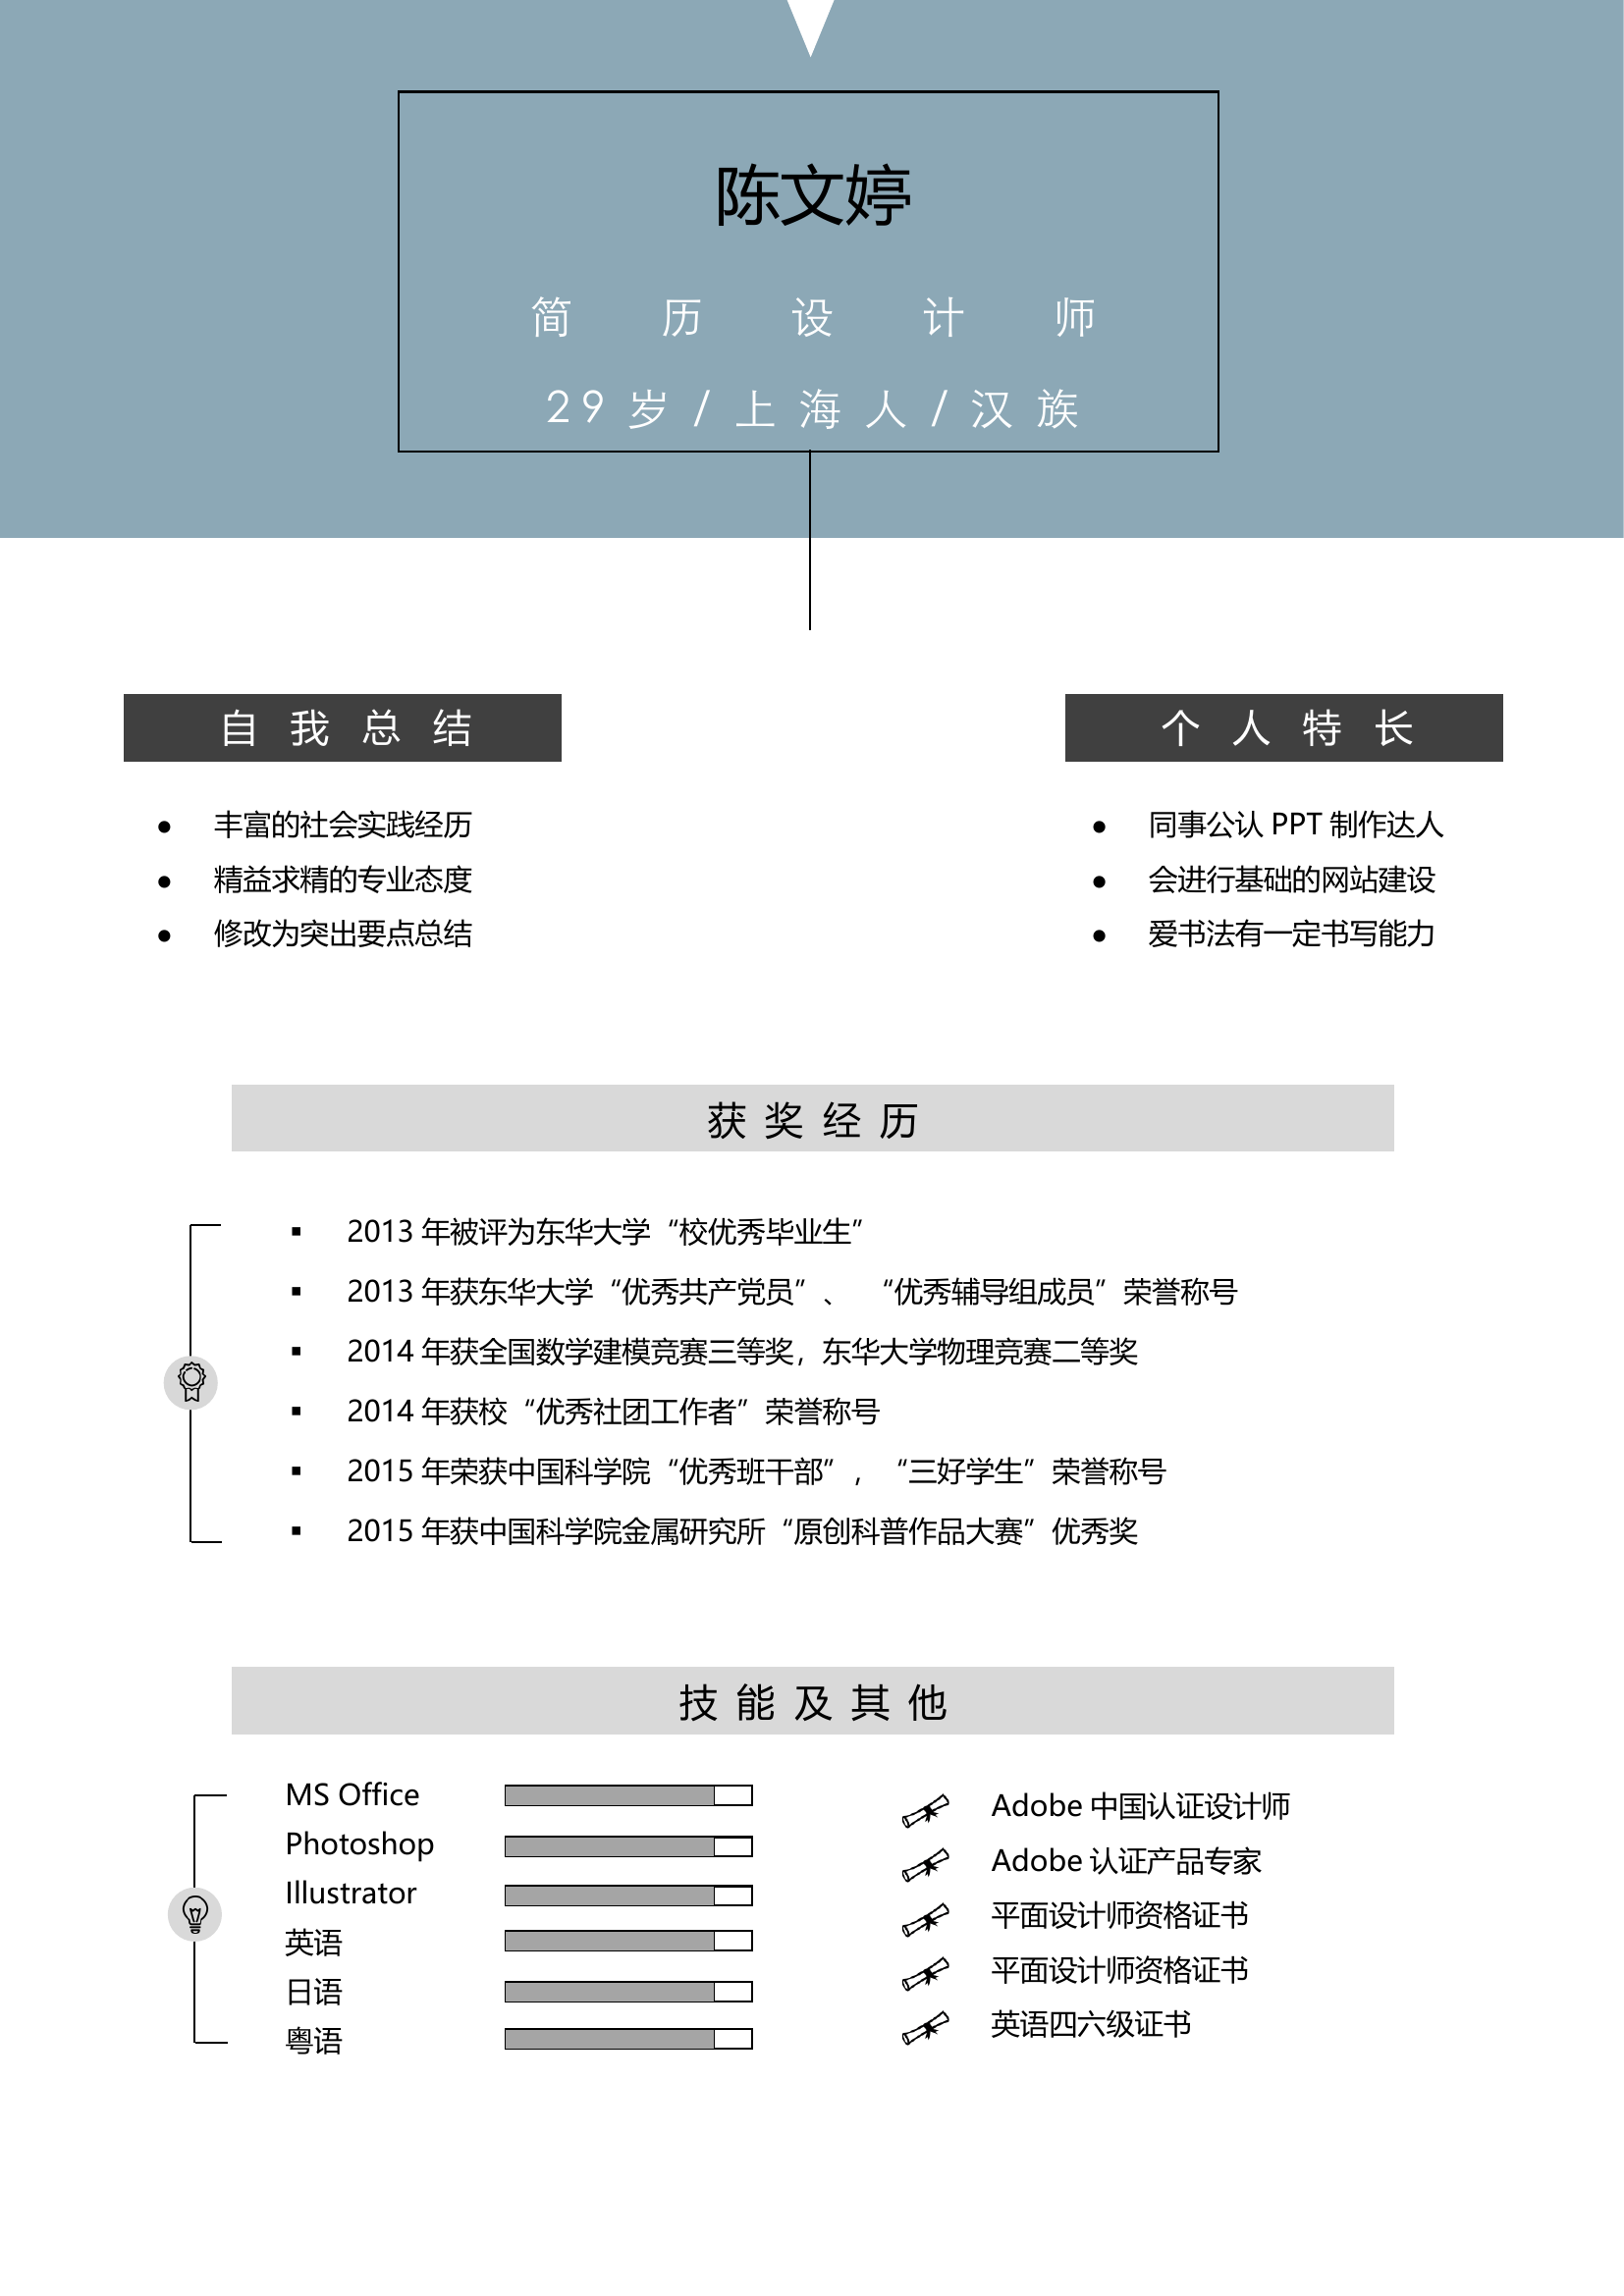 陈文婷
简历设计师
29岁/上海人/汉族
自我总结
丰富的社会实践经历
精益求精的专业态度
修改为突出要点总结
个人特长
同事公认 PPT 制作达人
会进行基础的网站建设
爱书法有一定书写能力
获奖经历
2013 年被评为东华大学“校优秀毕业生”
2013 年获东华大学“优秀共产党员”、 “优秀辅导组成员”荣誉称号
2014 年获全国数学建模竞赛三等奖，东华大学物理竞赛二等奖
2014 年获校“优秀社团工作者”荣誉称号
2015 年荣获中国科学院“优秀班干部”，“三好学生”荣誉称号
2015 年获中国科学院金属研究所“原创科普作品大赛”优秀奖
技能及其他
MS Office
Photoshop
Illustrator
英语
日语
粤语
Adobe 中国认证设计师
Adobe 认证产品专家
平面设计师资格证书
平面设计师资格证书
英语四六级证书